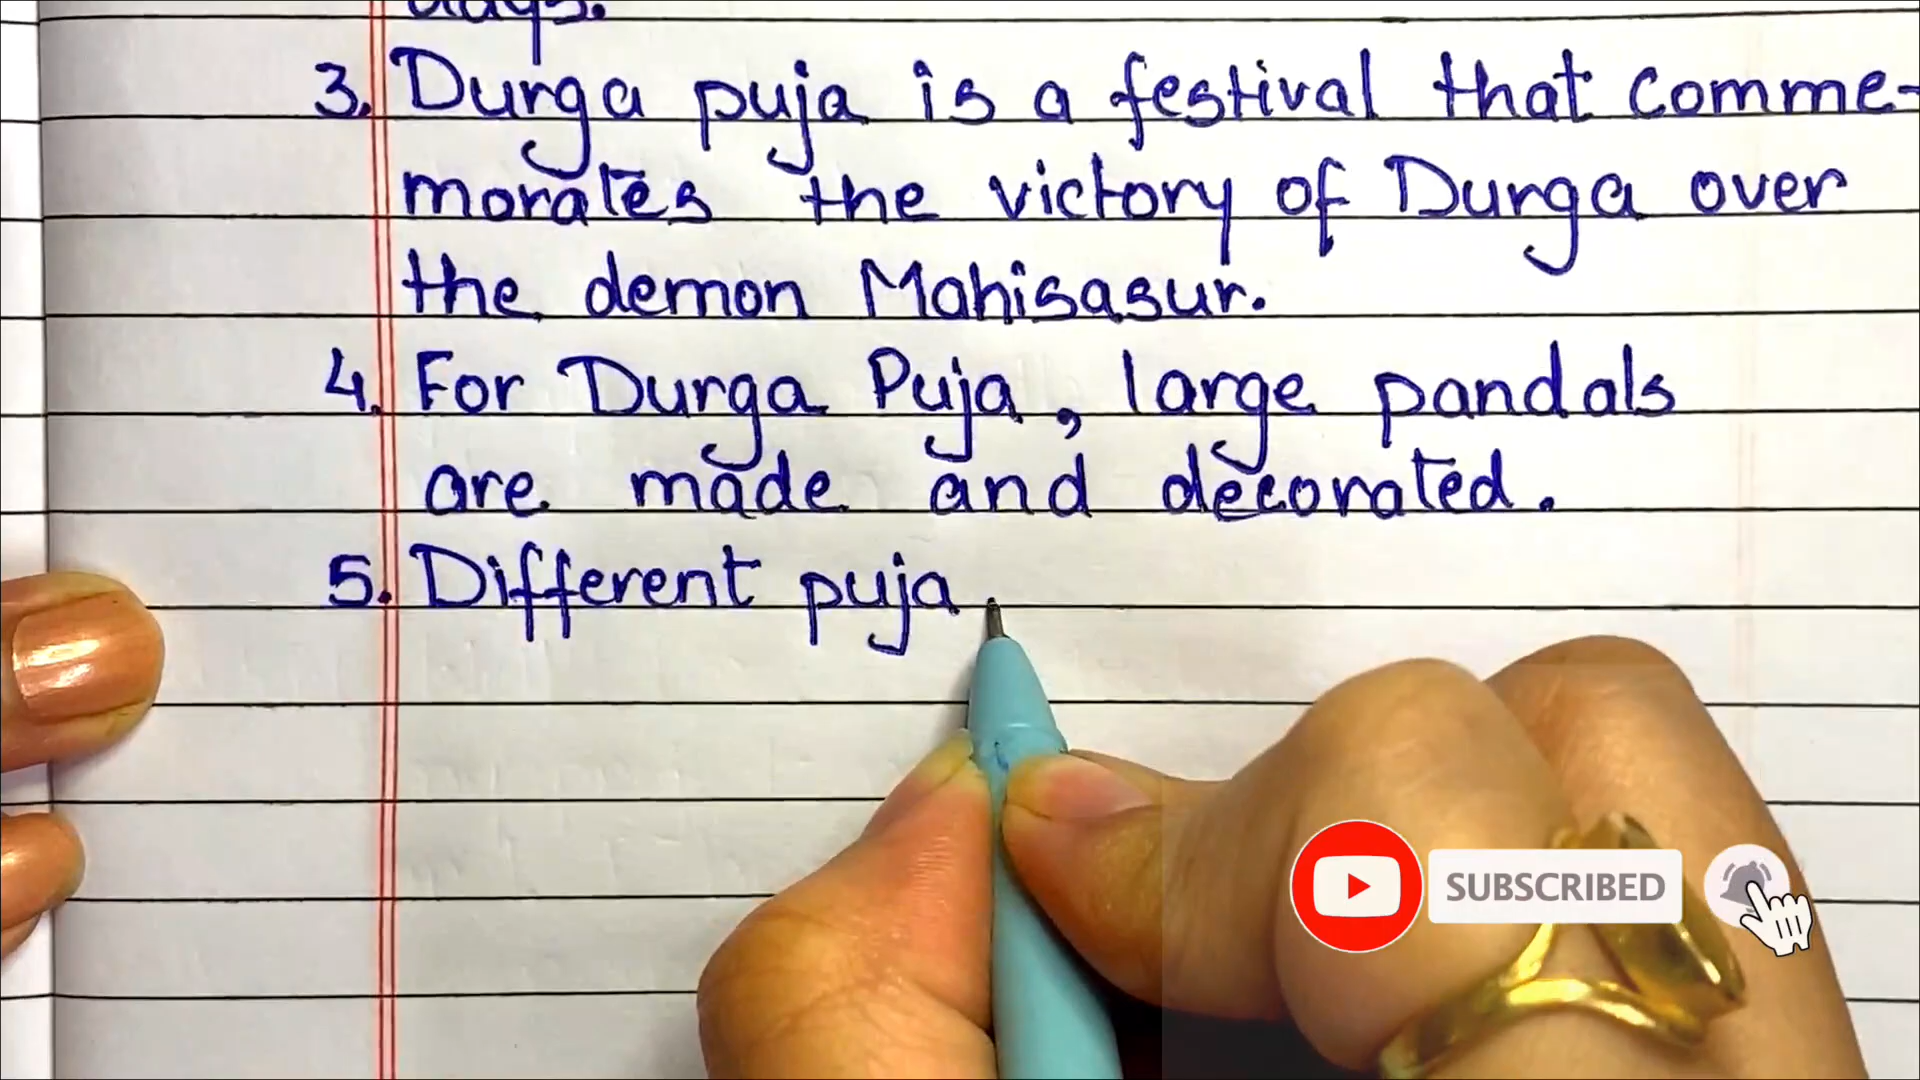 days.
3. Durga puja is a festival that comme-
morates the victory of Durga over
the demon Mahisasur.
4. For Durga Puja, large pandals
are made and decorated.
5. Different puja
SUBSCRIBED